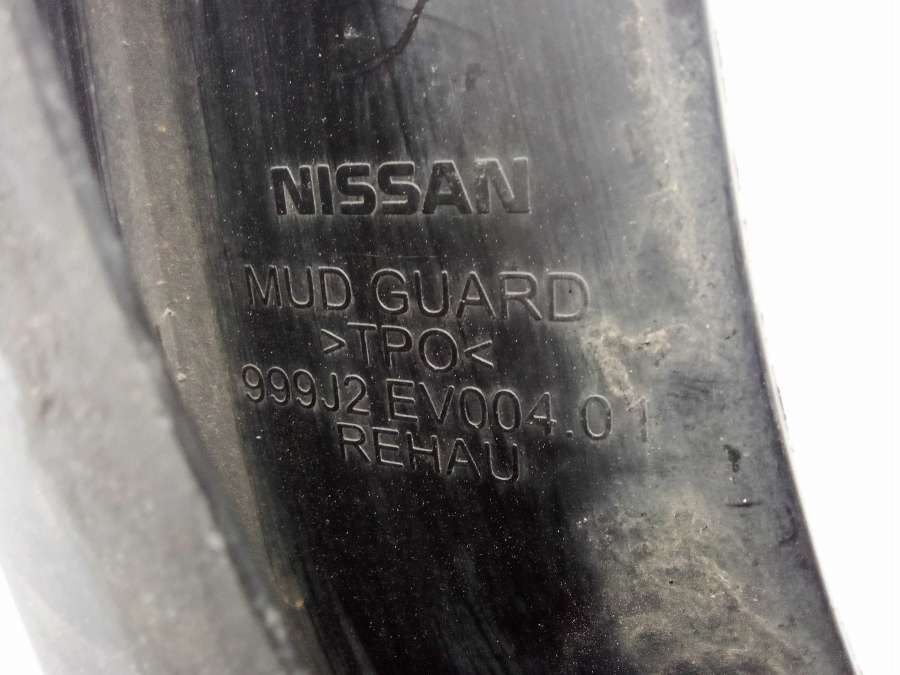 NISSAN
MUD GUARD
>TPO<
999J2 EV004.01
REHAU